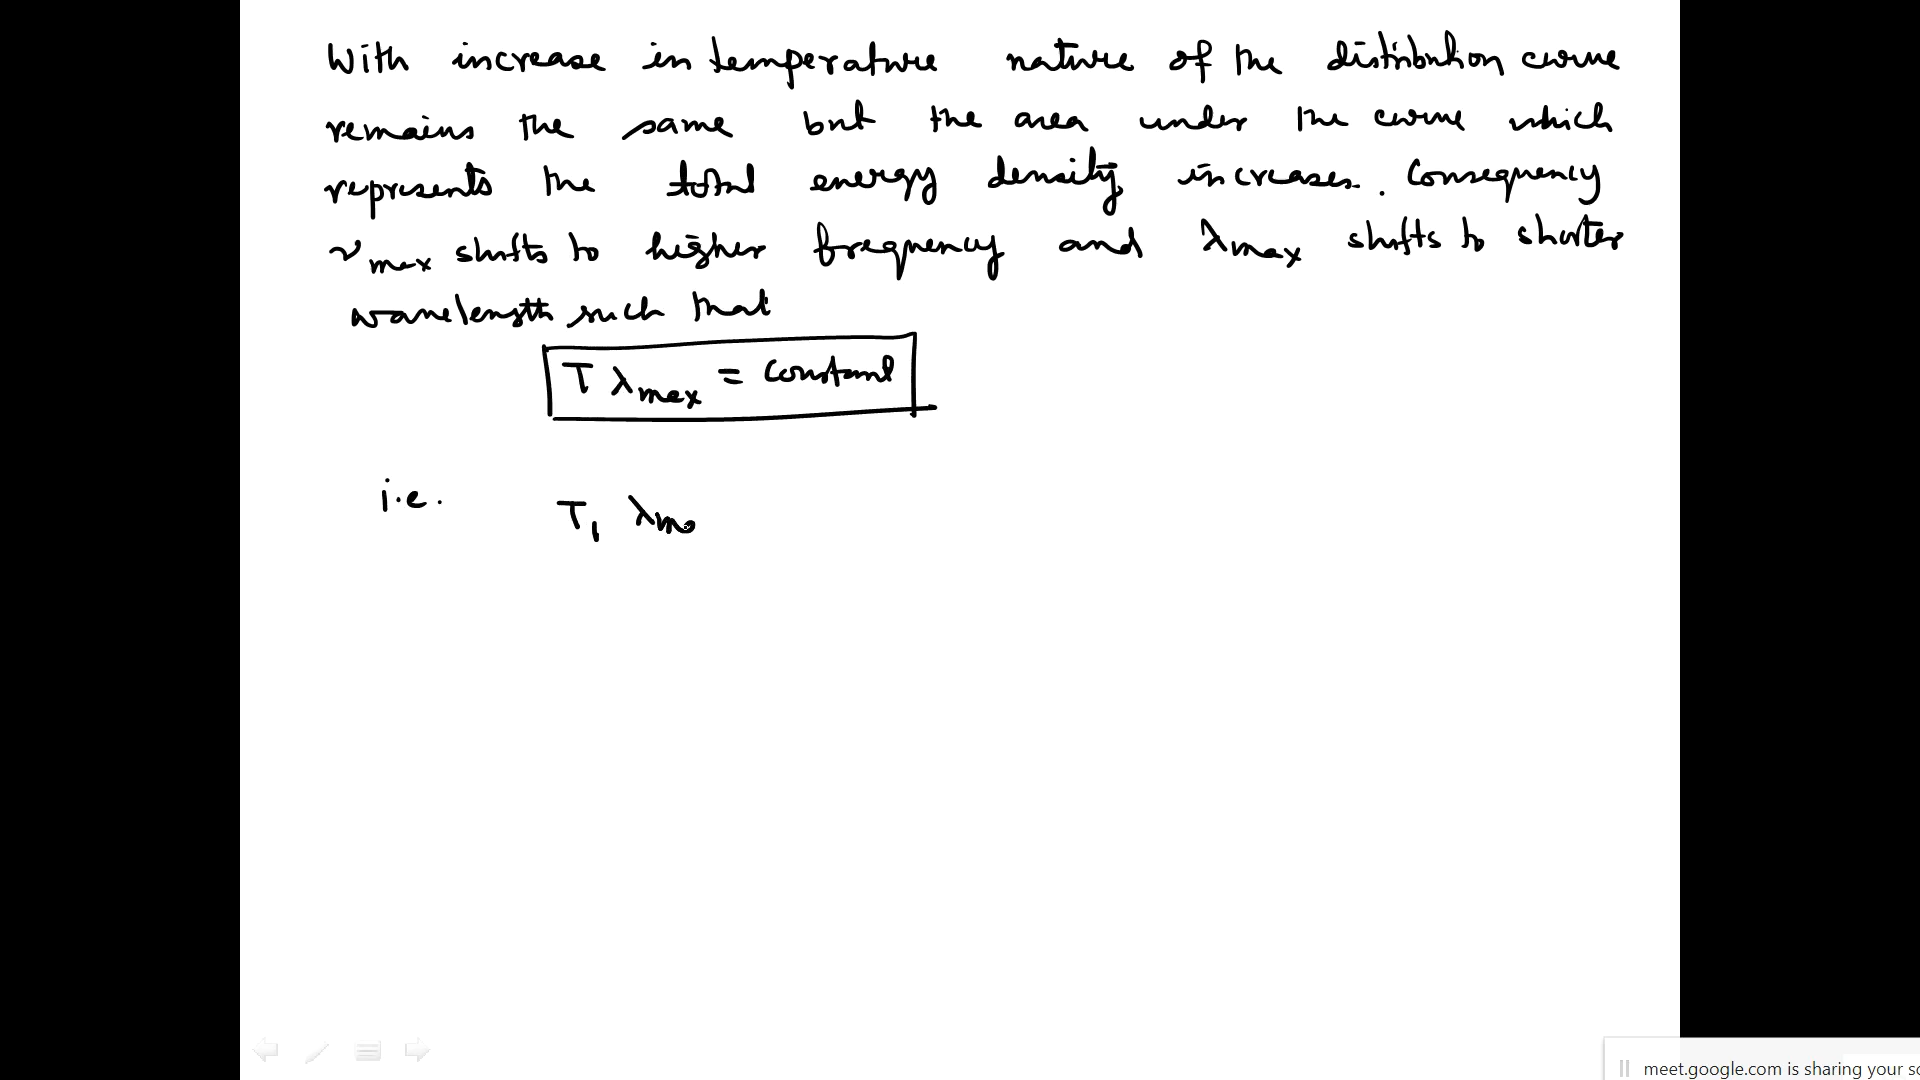 With increase in temperature nature of the distribution curve
remains the same but the area under the curve which
represents the total energy density increases. Consequency
ν max shifts to higher frequency and λmax shifts to shorter
wavelength such that
T λmax = Constant
i.e. T₁ λm
meet.google.com is sharing your sc